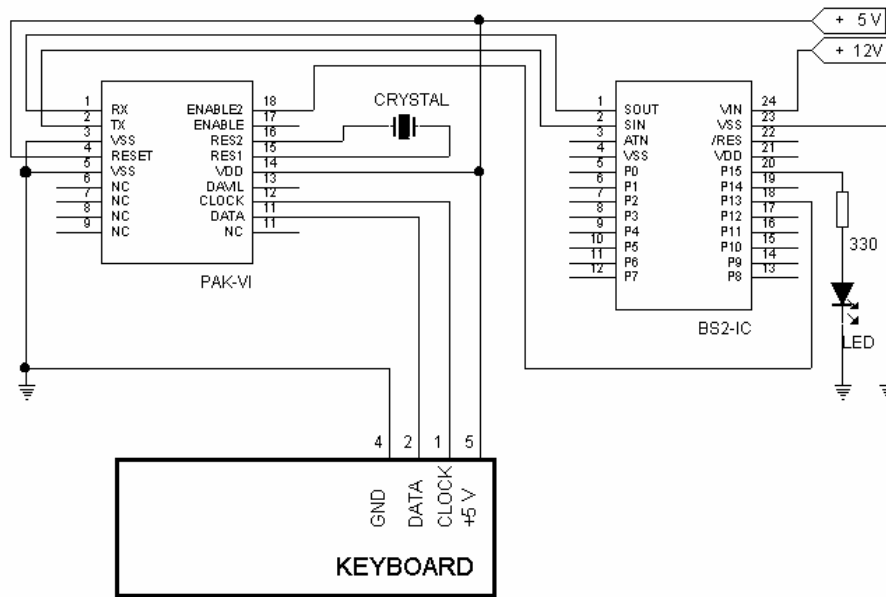 + 5 V
+ 12V
CRYSTAL
1 RX ENABLE2 18
2 TX ENABLE 17
3 VSS RES2 16
4 RESET RES1 15
5 VSS VDD 14
6 NC DAVIL 13
7 NC CLOCK 12
8 NC DATA 11
9 NC NC 11
PAK-VI
1 SOUT VIN 24
2 SIN VSS 23
3 ATN /RES 22
4 VSS VDD 21
5 P0 P15 20
6 P1 P14 19
7 P2 P13 18
8 P3 P12 17
9 P4 P11 16
10 P5 P10 15
11 P6 P9 14
12 P7 P8 13
BS2-IC
330
LED
4 2 1 5
GND
DATA
CLOCK
+5 V
KEYBOARD